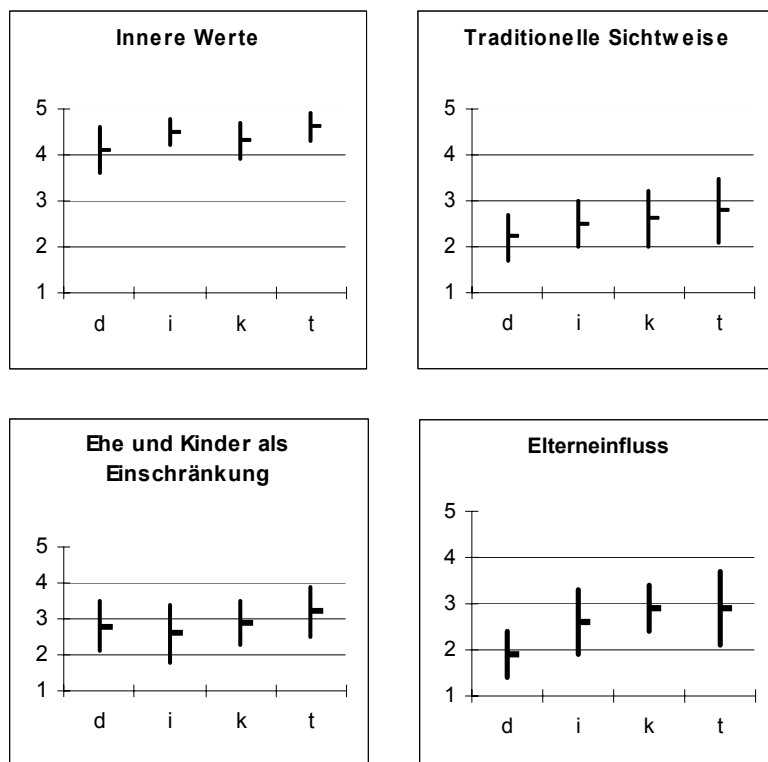 Innere Werte
5
4
3
2
1
d i k t
Traditionelle Sichtweise
5
4
3
2
1
d i k t
Ehe und Kinder als
Einschränkung
5
4
3
2
1
d i k t
Elterneinfluss
5
4
3
2
1
d i k t